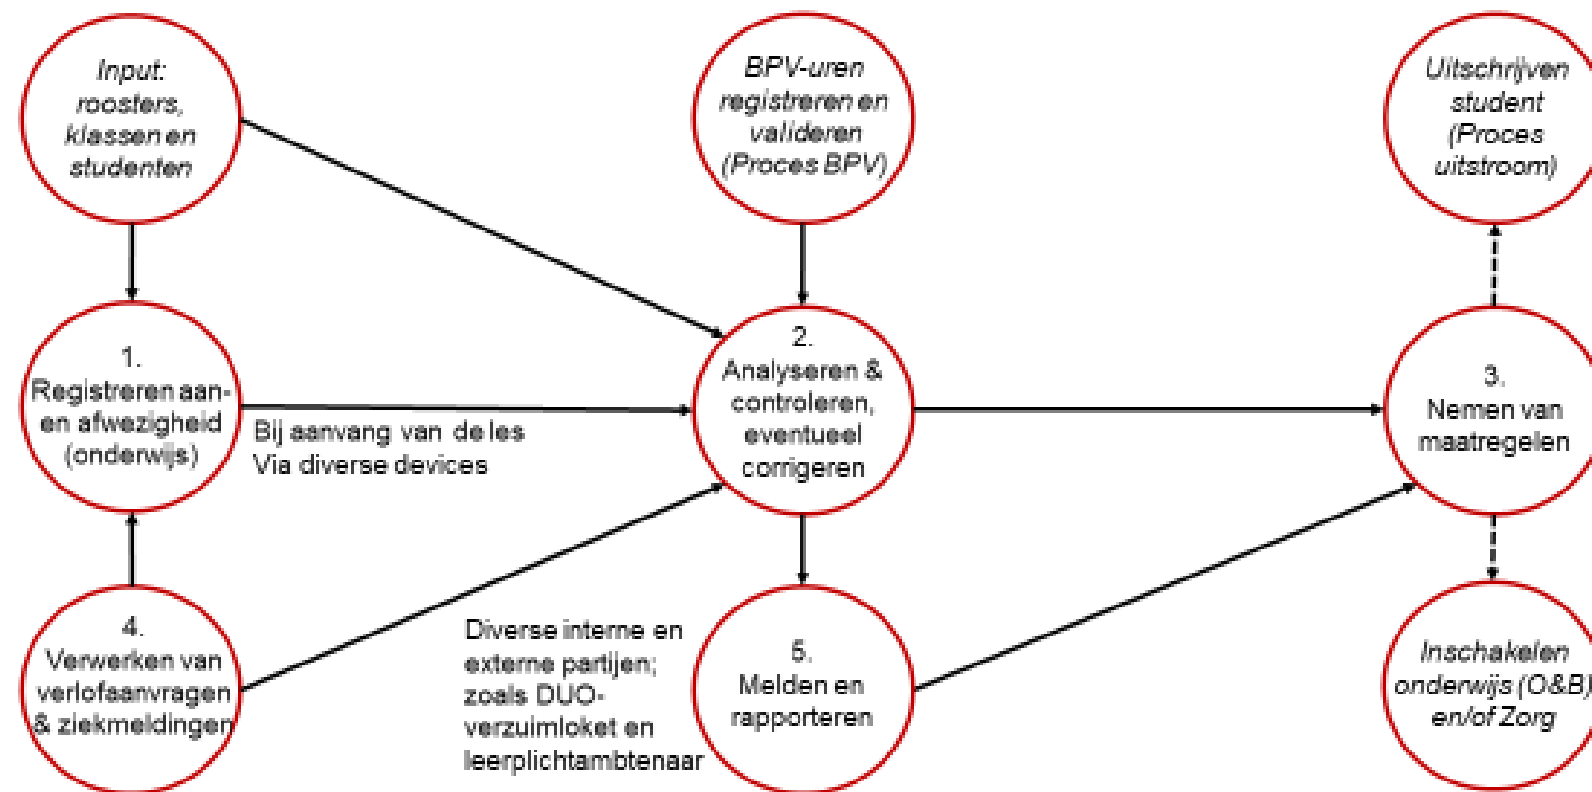 Input:
roosters,
klassen en
studenten
BPV-uren
registreren en
valideren
(Proces BPV)
Uitschrijven
student
(Proces
uitstroom)
1.
Registreren aan-
en afwezigheid
(onderwijs)
Bij aanvang van de les
Via diverse devices
2.
Analyseren &
controleren,
eventueel
corrigeren
3.
Nemen van
maatregelen
4.
Verwerken van
verlofaanvragen
& ziekmeldingen
Diverse interne en
externe partijen;
zoals DUO-
verzuimloket en
leerplichtambtenaar
5.
Melden en
rapporteren
Inschakelen
onderwijs (O&B)
en/of Zorg